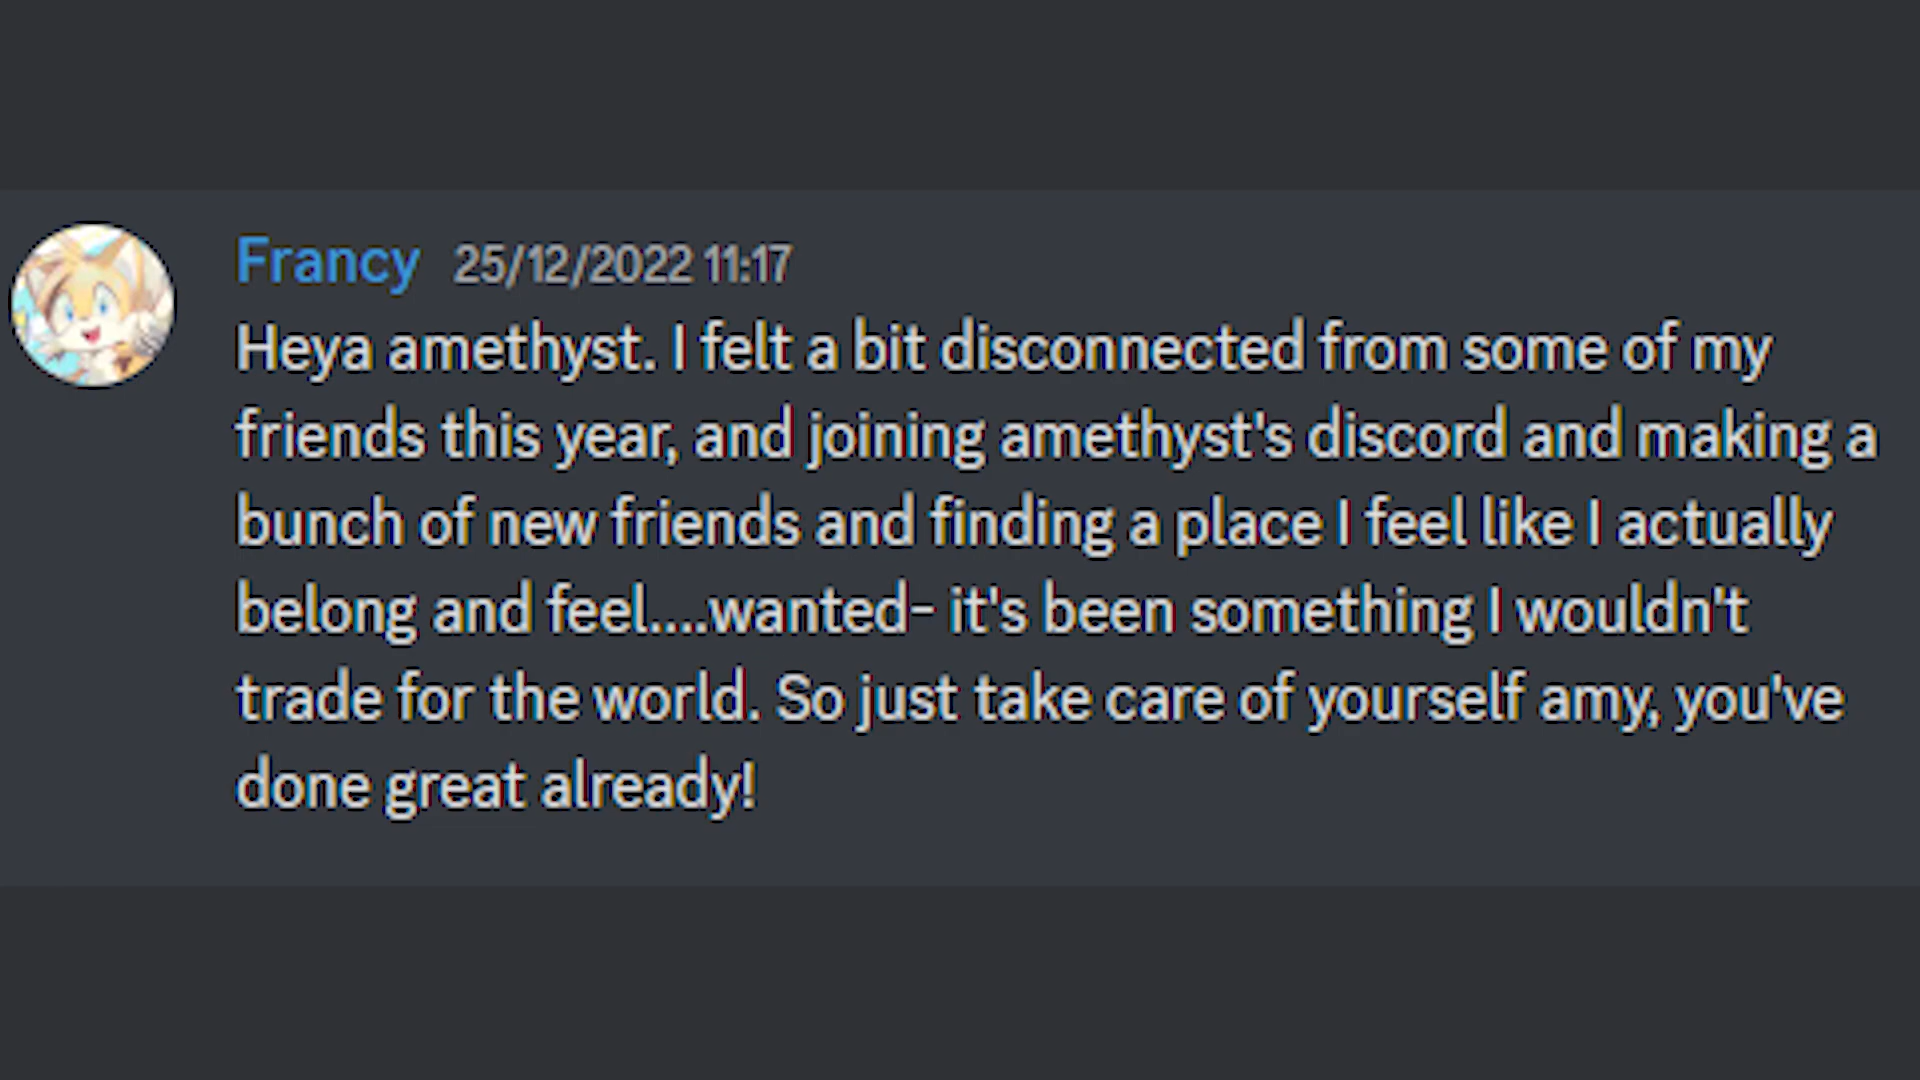 Francy 25/12/2022 11:17
Heya amethyst. I felt a bit disconnected from some of my
friends this year, and joining amethyst's discord and making a
bunch of new friends and finding a place I feel like I actually
belong and feel....wanted- it's been something I wouldn't
trade for the world. So just take care of yourself amy, you've
done great already!